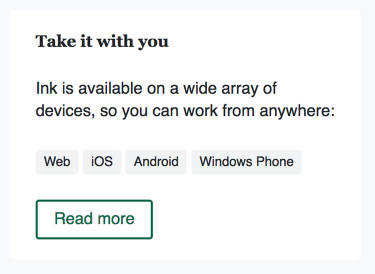 Take it with you
Ink is available on a wide array of
devices, so you can work from anywhere:
Web iOS Android Windows Phone
Read more